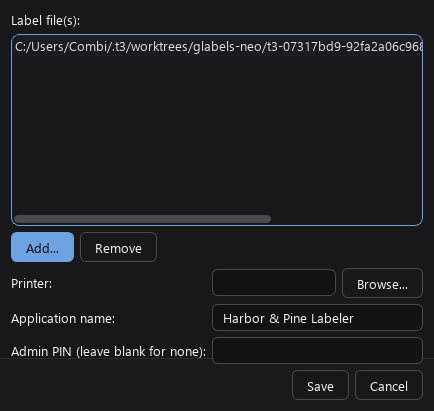 Label file(s):
C:/Users/Combi/.t3/worktrees/glabels-neo/t3-07317bd9-92fa2a06c968
Add...
Remove
Printer:
Browse...
Application name:
Harbor & Pine Labeler
Admin PIN (leave blank for none):
Save
Cancel